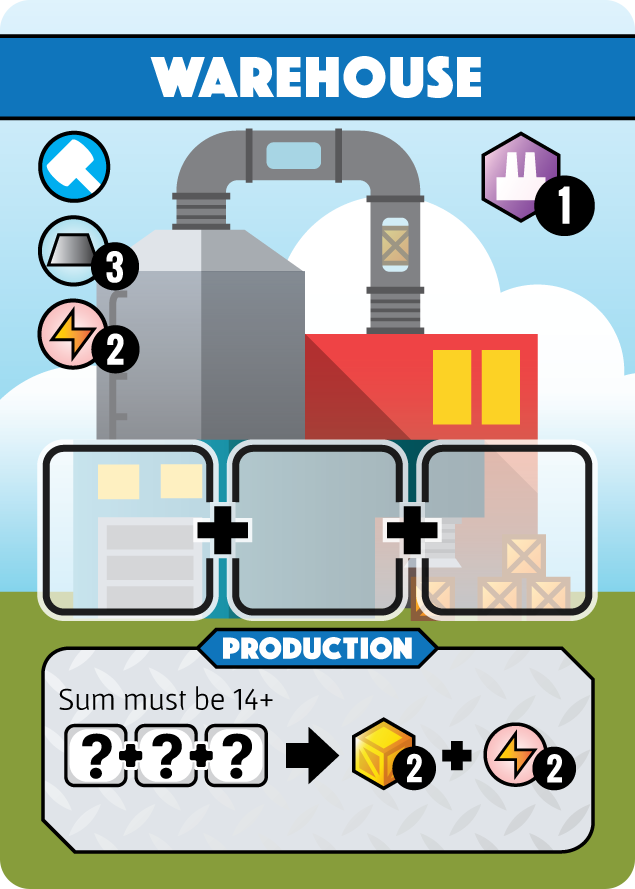 WAREHOUSE
1
3
2
+ +
PRODUCTION
Sum must be 14+
?+?+? 2 + 2